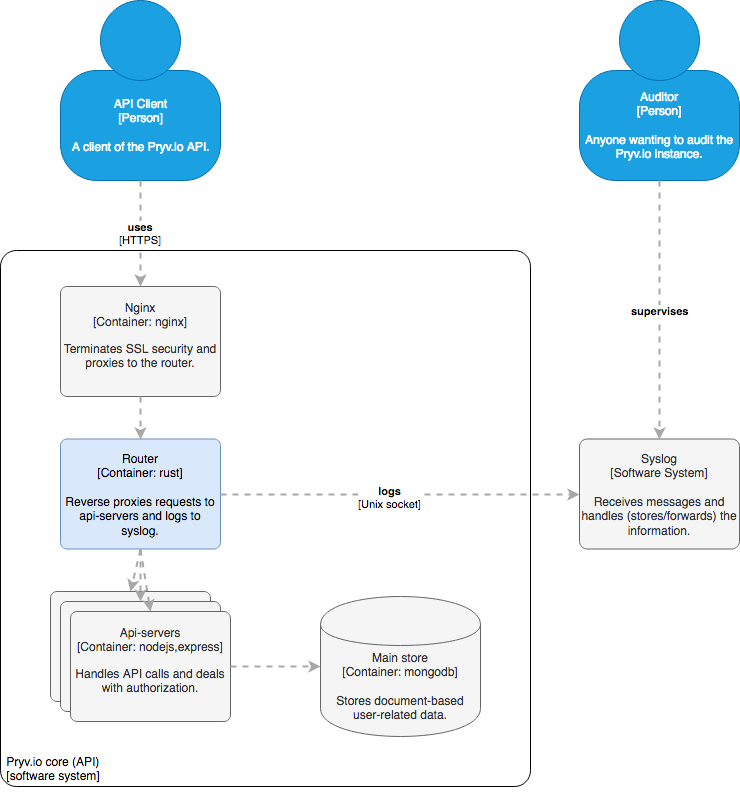 API Client
[Person]
A client of the Pryv.io API.
Auditor
[Person]
Anyone wanting to audit the
Pryv.io instance.
uses
[HTTPS]
Nginx
[Container: nginx]
Terminates SSL security and
proxies to the router.
supervises
Router
[Container: rust]
Reverse proxies requests to
api-servers and logs to
syslog.
logs
[Unix socket]
Syslog
[Software System]
Receives messages and
handles (stores/forwards) the
information.
Api-servers
[Container: nodejs,express]
Handles API calls and deals
with authorization.
Main store
[Container: mongodb]
Stores document-based
user-related data.
Pryv.io core (API)
[software system]